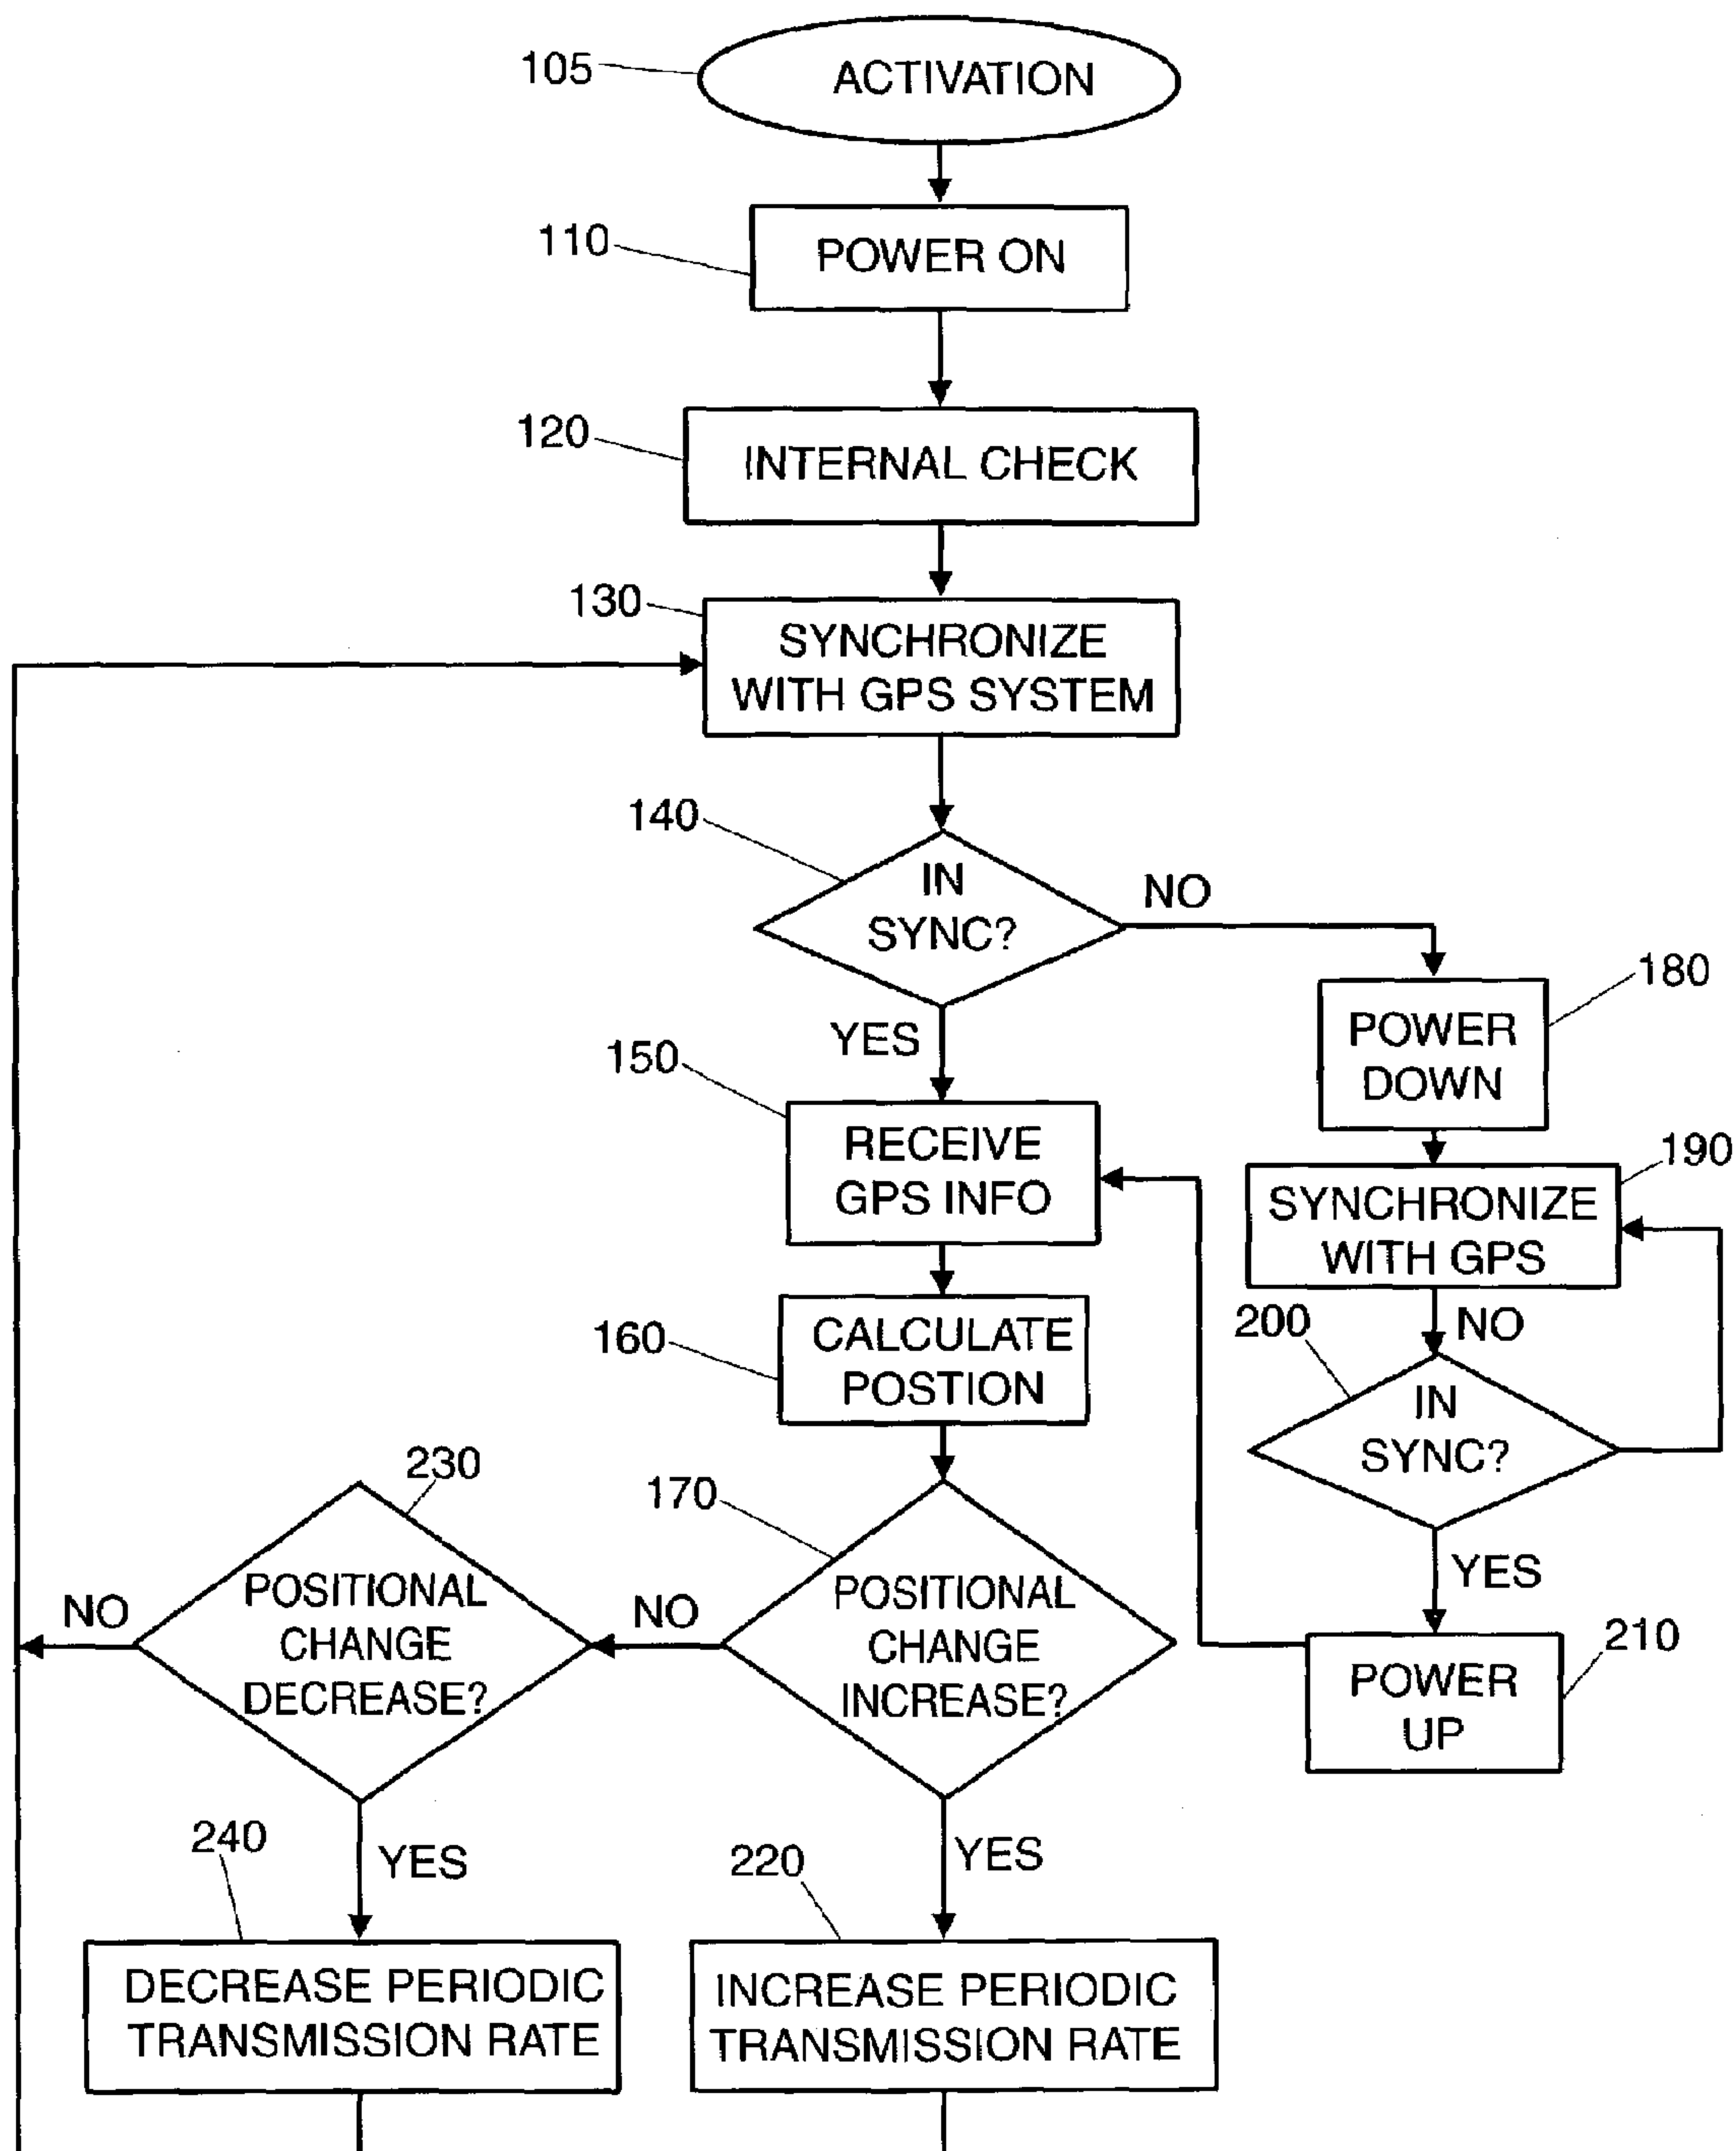 105
ACTIVATION
110
POWER ON
120
INTERNAL CHECK
130
SYNCHRONIZE
WITH GPS SYSTEM
140
IN
SYNC?
NO
180
POWER
DOWN
YES
150
RECEIVE
GPS INFO
190
SYNCHRONIZE
WITH GPS
160
CALCULATE
POSTION
200
NO
IN
SYNC?
YES
210
POWER
UP
170
POSITIONAL
CHANGE
INCREASE?
NO
230
POSITIONAL
CHANGE
DECREASE?
NO
240
YES
DECREASE PERIODIC
TRANSMISSION RATE
220
YES
INCREASE PERIODIC
TRANSMISSION RATE